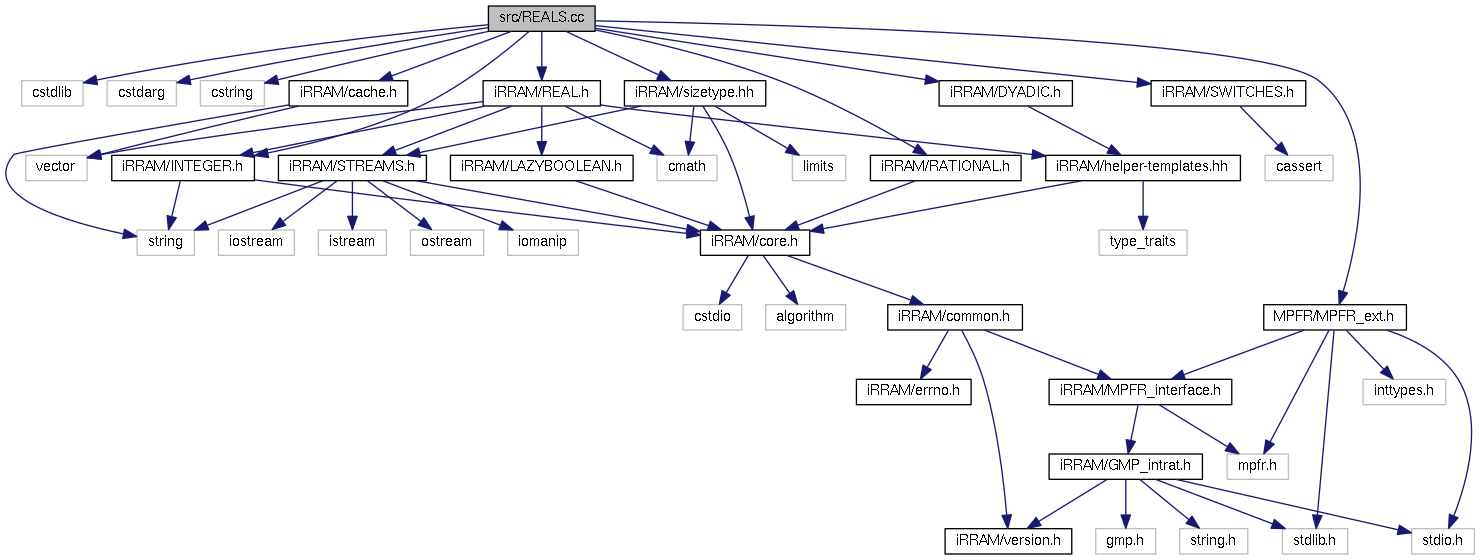 src/REALS.cc
cstdlib
cstdarg
cstring
iRRAM/cache.h
iRRAM/REAL.h
iRRAM/sizetype.hh
iRRAM/DYADIC.h
iRRAM/SWITCHES.h
vector
iRRAM/INTEGER.h
iRRAM/STREAMS.h
iRRAM/LAZYBOOLEAN.h
cmath
limits
iRRAM/RATIONAL.h
iRRAM/helper-templates.hh
cassert
string
iostream
istream
ostream
iomanip
iRRAM/core.h
type_traits
cstdio
algorithm
iRRAM/common.h
MPFR/MPFR_ext.h
iRRAM/errno.h
iRRAM/MPFR_interface.h
inttypes.h
iRRAM/GMP_intrat.h
mpfr.h
iRRAM/version.h
gmp.h
string.h
stdlib.h
stdio.h